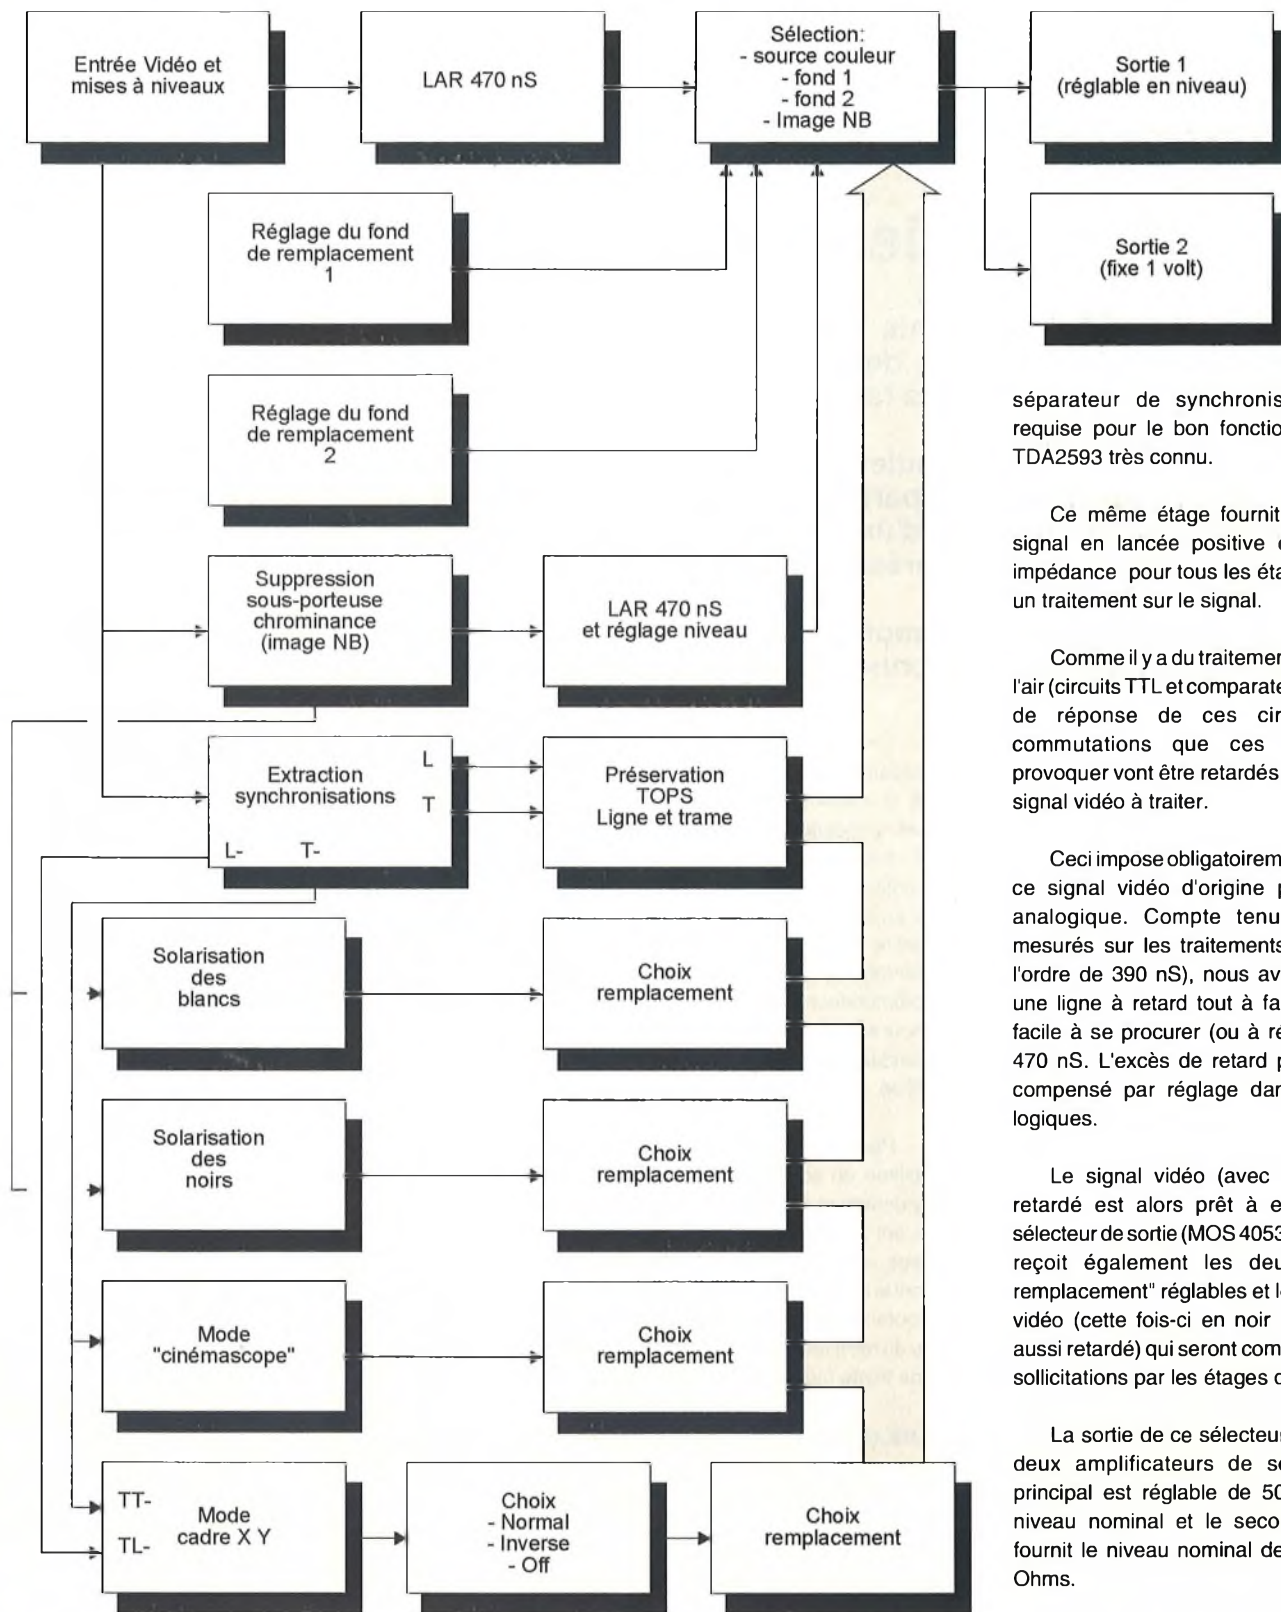 Entrée Vidéo et
mises à niveaux
LAR 470 nS
Sélection:
- source couleur
- fond 1
- fond 2
- Image NB
Sortie 1
(réglable en niveau)
Réglage du fond
de remplacement
1
Sortie 2
(fixe 1 volt)
Réglage du fond
de remplacement
2
Suppression
sous-porteuse
chrominance
(image NB)
LAR 470 nS
et réglage niveau
Extraction
synchronisations
L
T
L-
T-
Préservation
TOPS
Ligne et trame
Solarisation
des
blancs
Choix
remplacement
Solarisation
des
noirs
Choix
remplacement
Mode
"cinémascope"
Choix
remplacement
TT-
TL-
Mode
cadre X Y
Choix
- Normal
- Inverse
- Off
Choix
remplacement
séparateur de synchronis
requise pour le bon fonctio
TDA2593 très connu.
Ce même étage fournit
signal en lancée positive
impédance pour tous les éta
un traitement sur le signal.
Comme il y a du traitemer
l'air (circuits TTL et comparate
de réponse de ces cir
commutations que ces
provoquer vont être retardés
signal vidéo à traiter.
Ceci impose obligatoirem
ce signal vidéo d'origine p
analogique. Compte tenu
mesurés sur les traitements
l'ordre de 390 nS), nous av
une ligne à retard tout à fa
facile à se procurer (ou à ré
470 nS. L'excès de retard p
compensé par réglage dar
logiques.
Le signal vidéo (avec
retardé est alors prêt à e
sélecteur de sortie (MOS 4053
reçoit également les deu
remplacement" réglables et l
vidéo (cette fois-ci en noir
aussi retardé) qui seront com
sollicitations par les étages d
La sortie de ce sélecteur
deux amplificateurs de s
principal est réglable de 50
niveau nominal et le seco
fournit le niveau nominal de
Ohms.